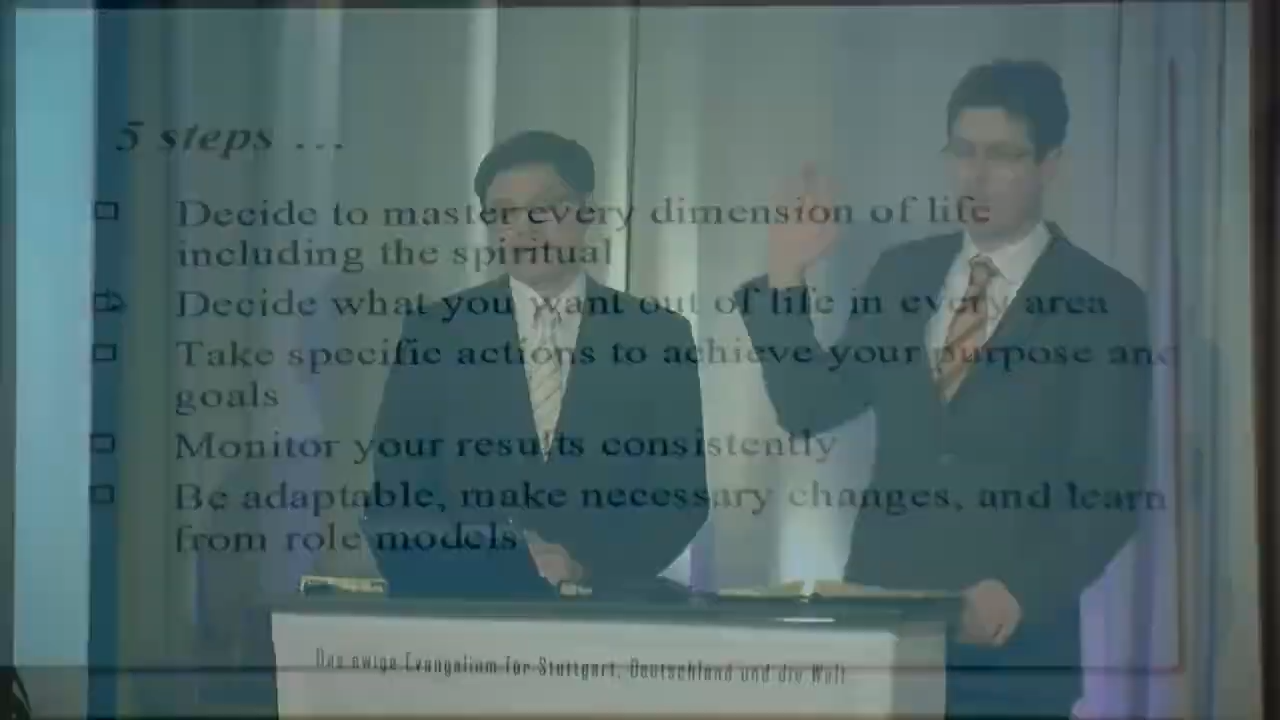 5 steps ...
Decide to master every dimension of life
including the spiritual
Decide what you want out of life in every area
Take specific actions to achieve your purpose and
goals
Monitor your results consistently
Be adaptable, make necessary changes, and learn
from role models
Das ewige Evangelium für Stuttgart, Deutschland und die Welt